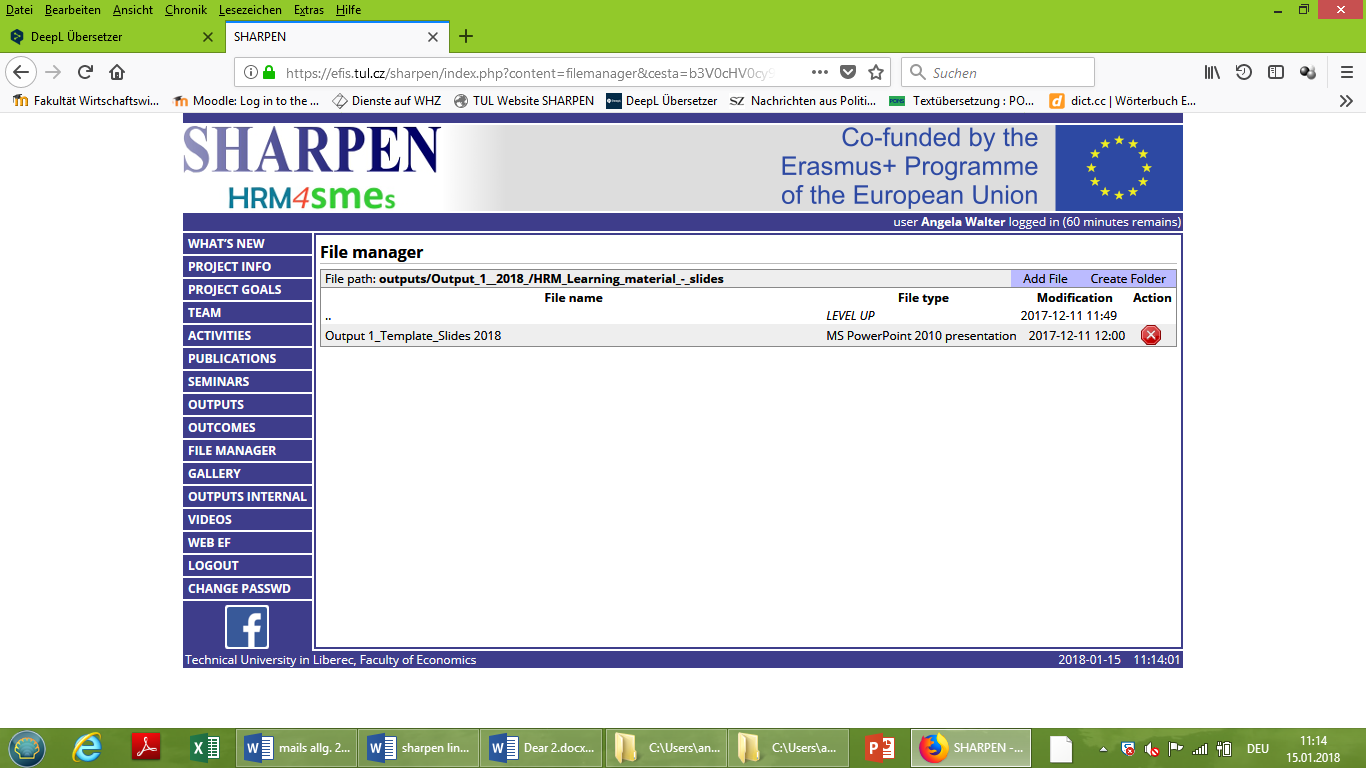 Datei Bearbeiten Ansicht Chronik Lesezeichen Extras Hilfe
DeepL Übersetzer
SHARPEN
https://efis.tul.cz/sharpen/index.php?content=filemanager&cesta=b3V0cHV0cy9
Suchen
Fakultät Wirtschaftswi...
Moodle: Log in to the ...
Dienste auf WHZ
TUL Website SHARPEN
DeepL Übersetzer
SZ Nachrichten aus Politi...
PONS Textübersetzung : PO...
d dict.cc | Wörterbuch E...
SHARPEN
HRM4smes
Co-funded by the
Erasmus+ Programme
of the European Union
user Angela Walter logged in (60 minutes remains)
WHAT'S NEW
PROJECT INFO
PROJECT GOALS
TEAM
ACTIVITIES
PUBLICATIONS
SEMINARS
OUTPUTS
OUTCOMES
FILE MANAGER
GALLERY
OUTPUTS INTERNAL
VIDEOS
WEB EF
LOGOUT
CHANGE PASSWD
File manager
File path: outputs/Output_1__2018_/HRM_Learning_material_-_slides Add File Create Folder
File name File type Modification Action
.. LEVEL UP 2017-12-11 11:49
Output 1_Template_Slides 2018 MS PowerPoint 2010 presentation 2017-12-11 12:00
Technical University in Liberec, Faculty of Economics 2018-01-15 11:14:01
mails allg. 2...
sharpen lin...
Dear 2.docx...
C:\Users\an...
C:\Users\a...
SHARPEN -...
DEU
11:14
15.01.2018